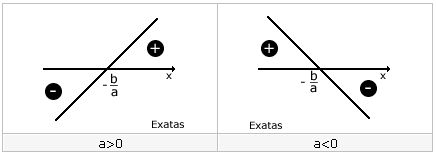 +
x
-
- b/a
Exatas
a>0
+
x
- b/a
-
Exatas
a<0